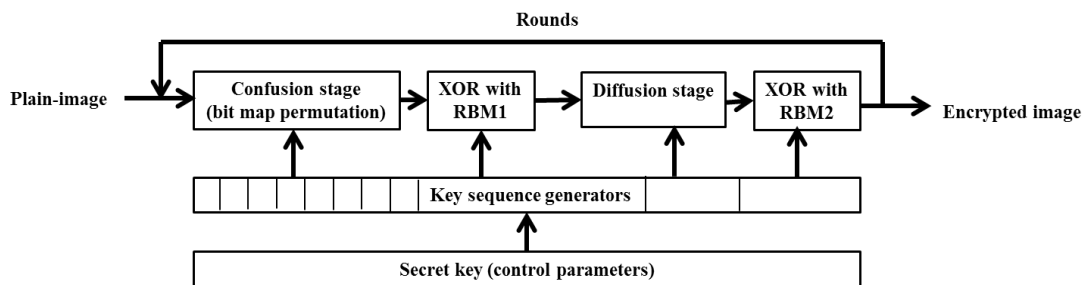 Rounds
Plain-image
Confusion stage
(bit map permutation)
XOR with
RBM1
Diffusion stage
XOR with
RBM2
Encrypted image
Key sequence generators
Secret key (control parameters)